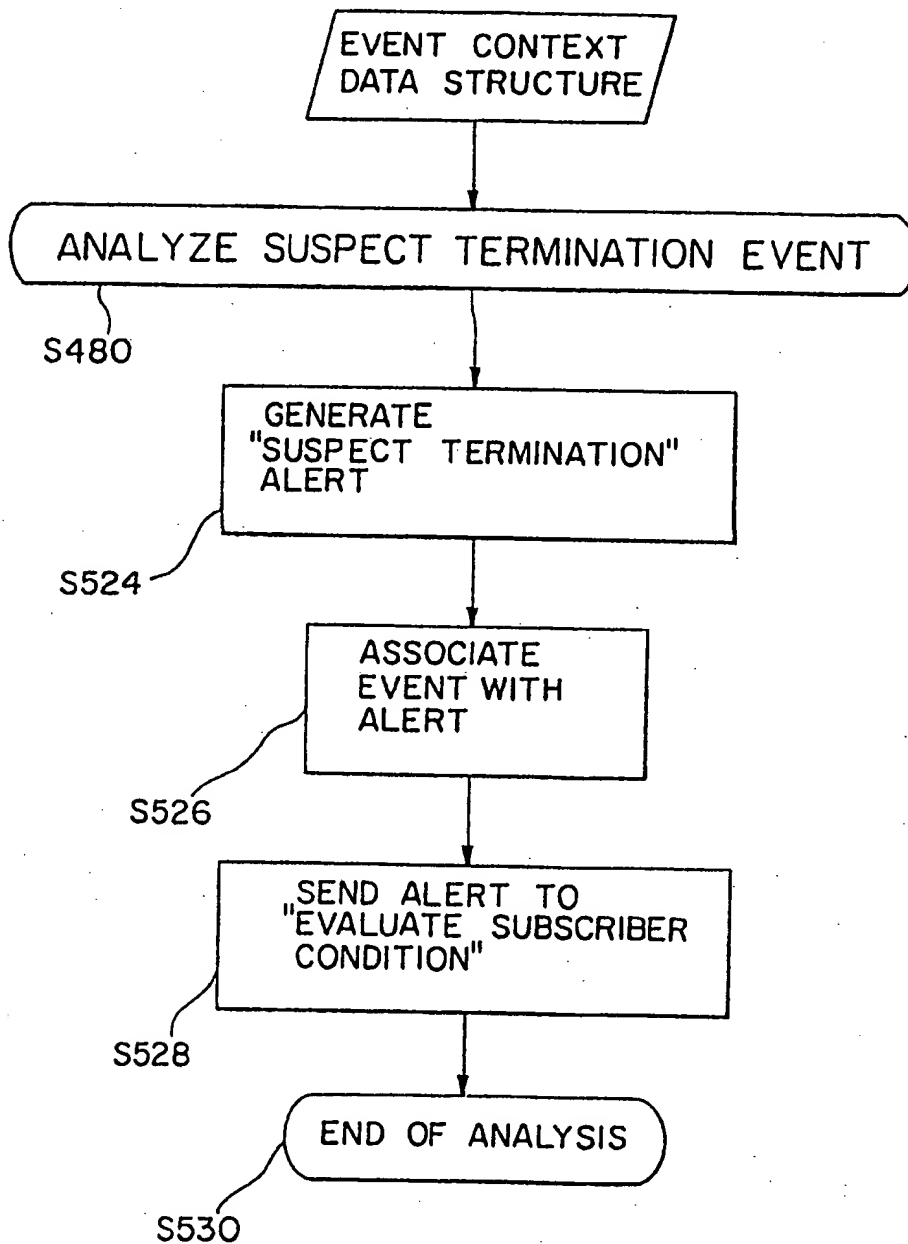 EVENT CONTEXT
DATA STRUCTURE
ANALYZE SUSPECT TERMINATION EVENT
S480
GENERATE
"SUSPECT TERMINATION"
ALERT
S524
ASSOCIATE
EVENT WITH
ALERT
S526
SEND ALERT TO
"EVALUATE SUBSCRIBER
CONDITION"
S528
END OF ANALYSIS
S530